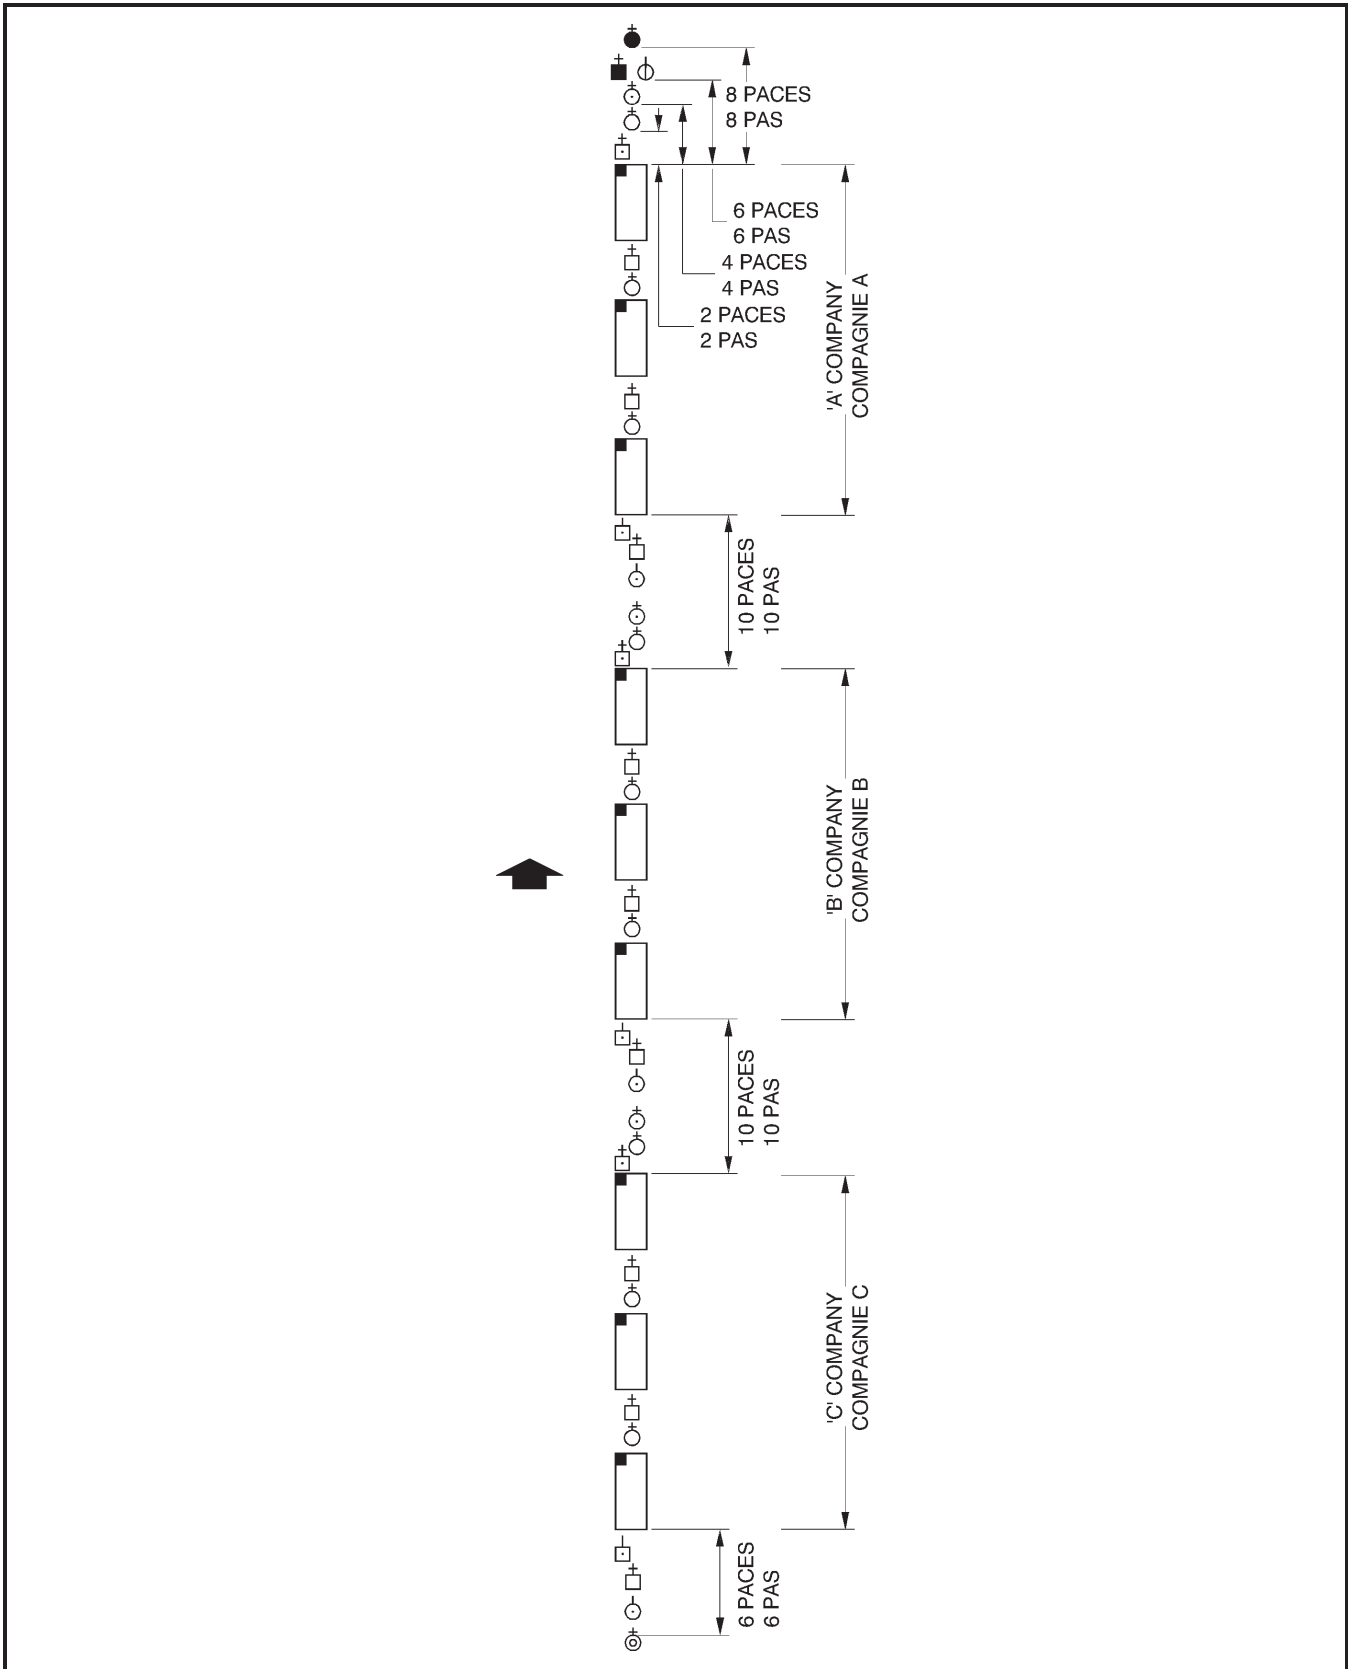 8 PACES
8 PAS
6 PACES
6 PAS
4 PACES
4 PAS
2 PACES
2 PAS
'A' COMPANY
COMPAGNIE A
10 PACES
10 PAS
'B' COMPANY
COMPAGNIE B
10 PACES
10 PAS
'C' COMPANY
COMPAGNIE C
6 PACES
6 PAS